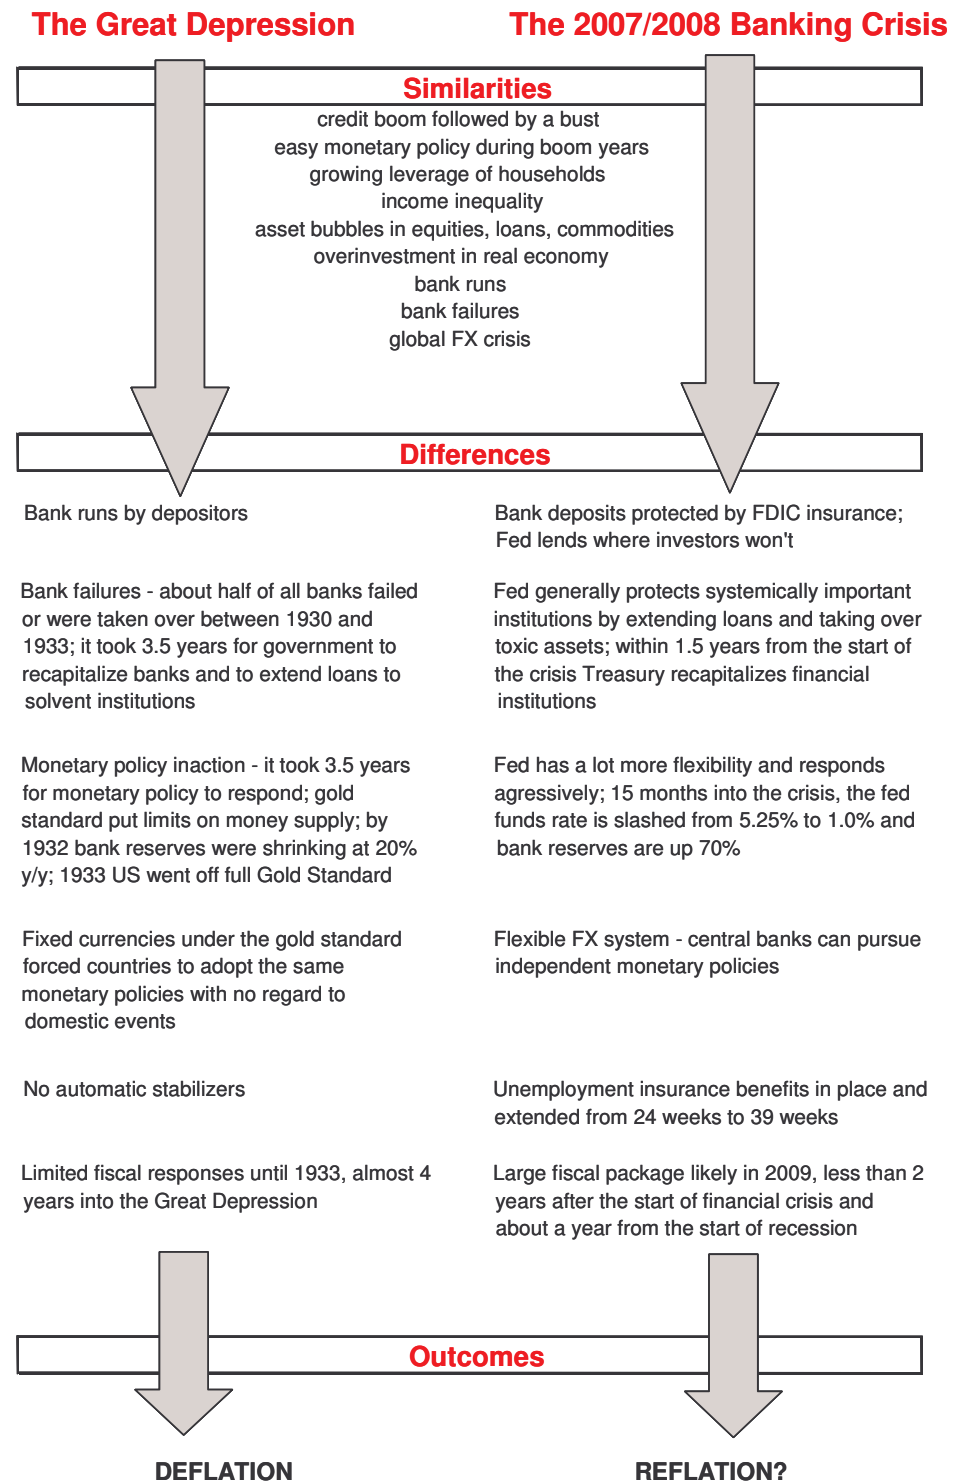 The Great Depression
The 2007/2008 Banking Crisis
Similarities
credit boom followed by a bust
easy monetary policy during boom years
growing leverage of households
income inequality
asset bubbles in equities, loans, commodities
overinvestment in real economy
bank runs
bank failures
global FX crisis
Differences
Bank runs by depositors
Bank deposits protected by FDIC insurance;
Fed lends where investors won't
Bank failures - about half of all banks failed
or were taken over between 1930 and
1933; it took 3.5 years for government to
recapitalize banks and to extend loans to
solvent institutions
Fed generally protects systemically important
institutions by extending loans and taking over
toxic assets; within 1.5 years from the start of
the crisis Treasury recapitalizes financial
institutions
Monetary policy inaction - it took 3.5 years
for monetary policy to respond; gold
standard put limits on money supply; by
1932 bank reserves were shrinking at 20%
y/y; 1933 US went off full Gold Standard
Fed has a lot more flexibility and responds
agressively; 15 months into the crisis, the fed
funds rate is slashed from 5.25% to 1.0% and
bank reserves are up 70%
Fixed currencies under the gold standard
forced countries to adopt the same
monetary policies with no regard to
domestic events
Flexible FX system - central banks can pursue
independent monetary policies
No automatic stabilizers
Unemployment insurance benefits in place and
extended from 24 weeks to 39 weeks
Limited fiscal responses until 1933, almost 4
years into the Great Depression
Large fiscal package likely in 2009, less than 2
years after the start of financial crisis and
about a year from the start of recession
Outcomes
DEFLATION
REFLATION?